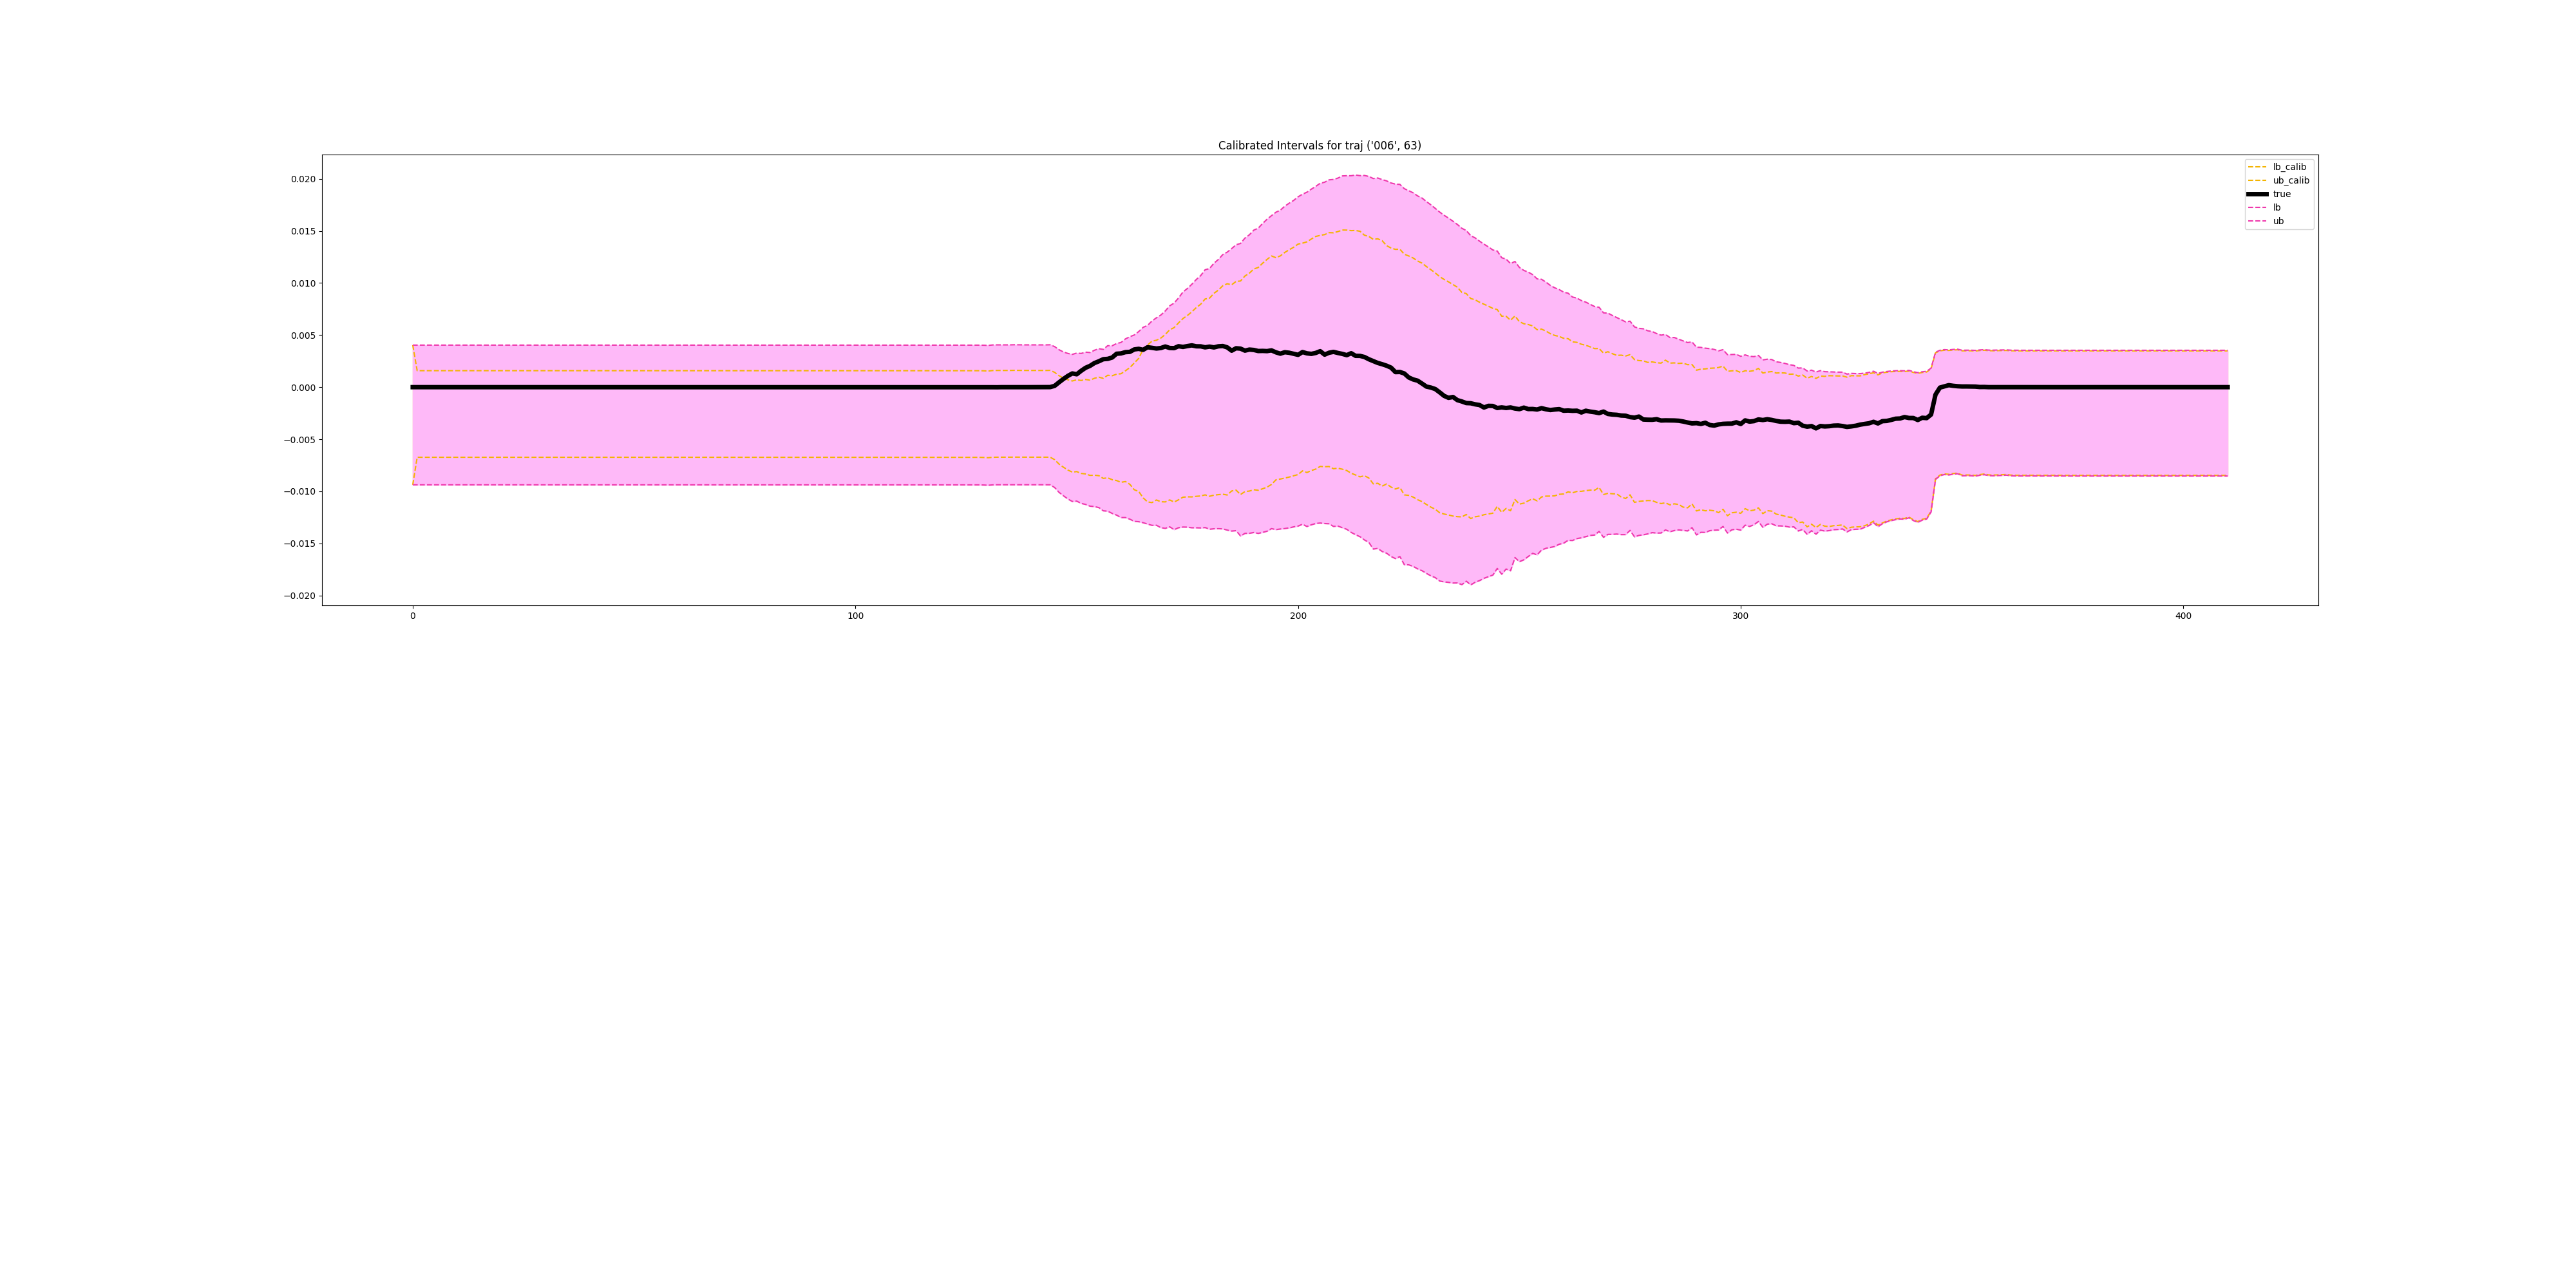 Calibrated Intervals for traj ('006', 63)
lb_calib
ub_calib
true
lb
ub
0.020
0.015
0.010
0.005
0.000
−0.005
−0.010
−0.015
−0.020
0 100 200 300 400